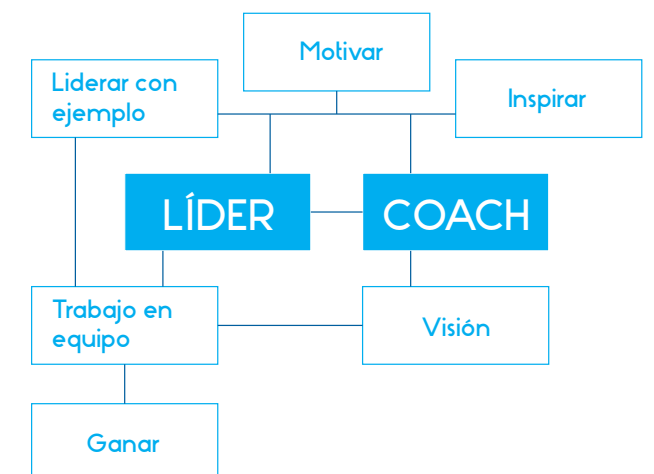 Motivar
Liderar con
ejemplo
Inspirar
LÍDER
COACH
Trabajo en
equipo
Visión
Ganar